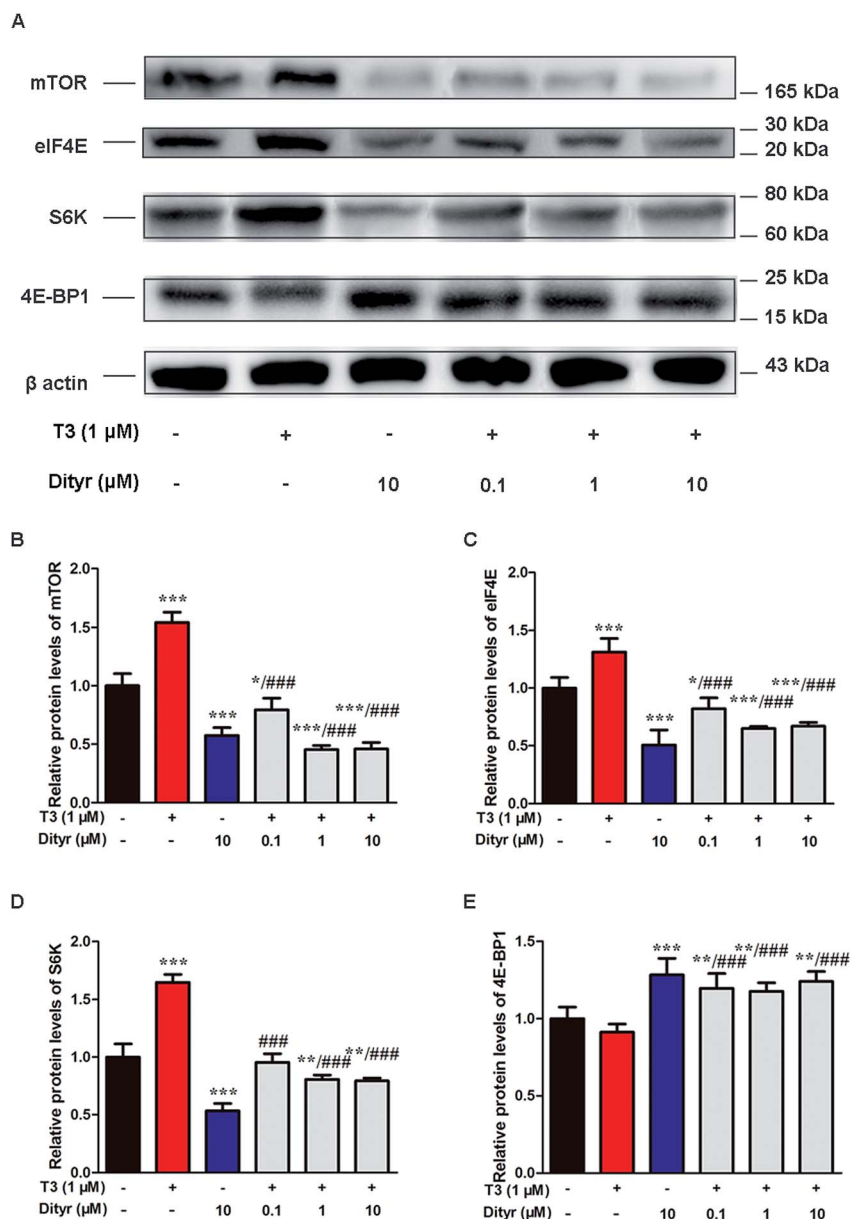 A
mTOR
165 kDa
30 kDa
eIF4E
20 kDa
80 kDa
S6K
60 kDa
25 kDa
4E-BP1
15 kDa
43 kDa
β actin
T3 (1 μM) - + - + + +
Dityr (μM) - - 10 0.1 1 10
B
Relative protein levels of mTOR
2.0
1.5
1.0
0.5
0.0
***
***
*/###
***/###
***/###
T3 (1 μM) - + - + + +
Dityr (μM) - - 10 0.1 1 10
C
Relative protein levels of eIF4E
2.0
1.5
1.0
0.5
0.0
***
***
*/###
***/###
***/###
T3 (1 μM) - + - + + +
Dityr (μM) - - 10 0.1 1 10
D
Relative protein levels of S6K
2.0
1.5
1.0
0.5
0.0
***
***
###
**/###
**/###
T3 (1 μM) - + - + + +
Dityr (μM) - - 10 0.1 1 10
E
Relative protein levels of 4E-BP1
1.5
1.0
0.5
0.0
***
**/###
**/###
**/###
T3 (1 μM) - + - + + +
Dityr (μM) - - 10 0.1 1 10